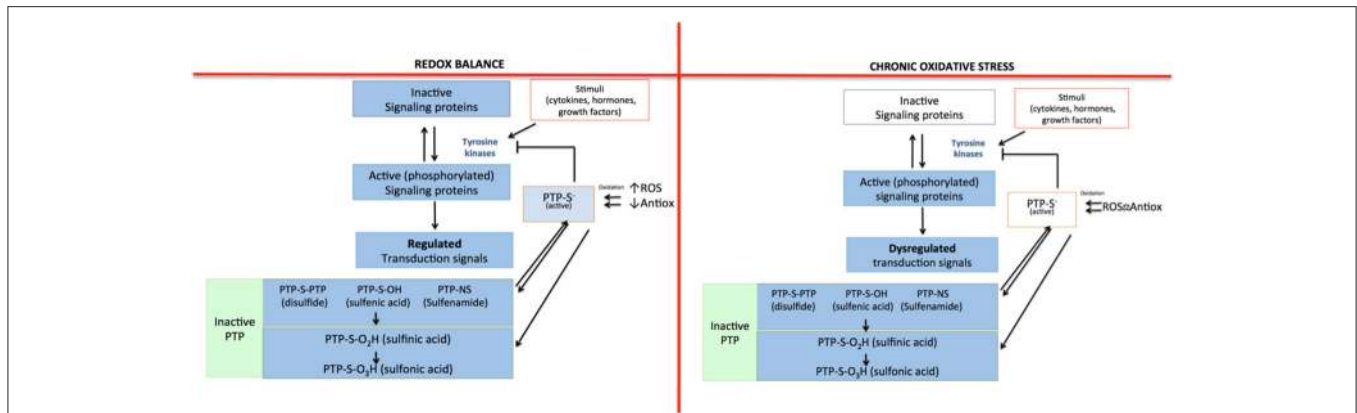 REDOX BALANCE
Inactive
Signaling proteins
Stimuli
(cytokines, hormones,
growth factors)
Tyrosine
kinases
Active (phosphorylated)
Signaling proteins
PTP-S-
(active)
Oxidation
↑ROS
↓Antiox
Regulated
Transduction signals
Inactive
PTP
PTP-S-PTP
(disulfide)
PTP-S-OH
(sulfenic acid)
PTP-NS
(Sulfenamide)
PTP-S-O₂H (sulfinic acid)
PTP-S-O₃H (sulfonic acid)
CHRONIC OXIDATIVE STRESS
Inactive
Signaling proteins
Stimuli
(cytokines, hormones,
growth factors)
Tyrosine
kinases
Active (phosphorylated)
signaling proteins
PTP-S-
(active)
Oxidation
ROS≥Antiox
Dysregulated
transduction signals
Inactive
PTP
PTP-S-PTP
(disulfide)
PTP-S-OH
(sulfenic acid)
PTP-NS
(Sulfenamide)
PTP-S-O₂H (sulfinic acid)
PTP-S-O₃H (sulfonic acid)